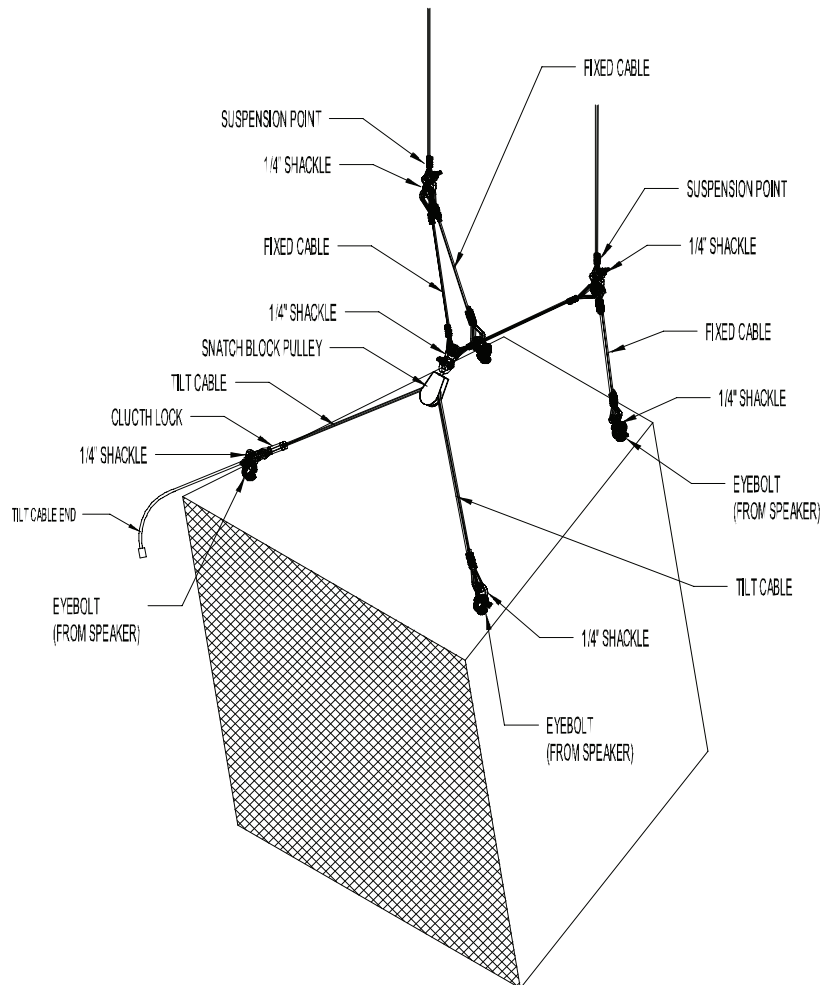 FIXED CABLE
SUSPENSION POINT
1/4" SHACKLE
SUSPENSION POINT
FIXED CABLE
1/4" SHACKLE
1/4" SHACKLE
FIXED CABLE
SNATCH BLOCK PULLEY
TILT CABLE
1/4" SHACKLE
CLUCTH LOCK
1/4" SHACKLE
EYEBOLT
(FROM SPEAKER)
TILT CABLE END
TILT CABLE
EYEBOLT
(FROM SPEAKER)
1/4" SHACKLE
EYEBOLT
(FROM SPEAKER)